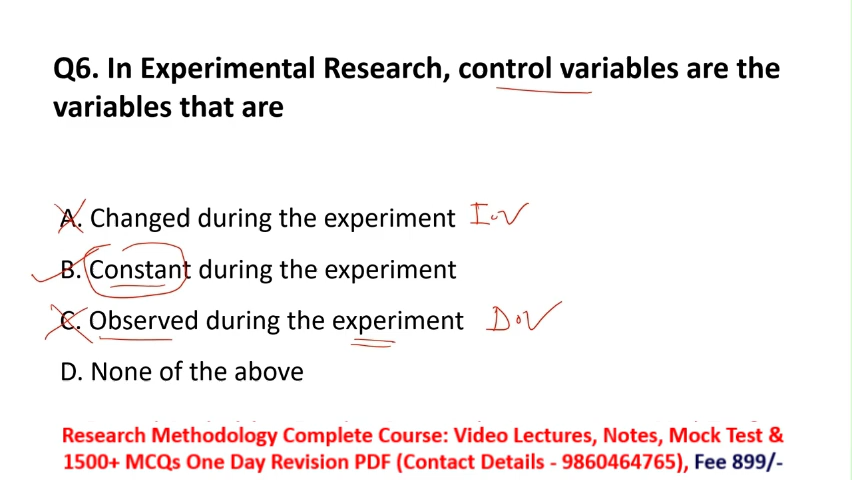 Q6. In Experimental Research, control variables are the
variables that are
A. Changed during the experiment I.V
B. Constant during the experiment
C. Observed during the experiment D.V
D. None of the above
Research Methodology Complete Course: Video Lectures, Notes, Mock Test &
1500+ MCQs One Day Revision PDF (Contact Details - 9860464765), Fee 899/-